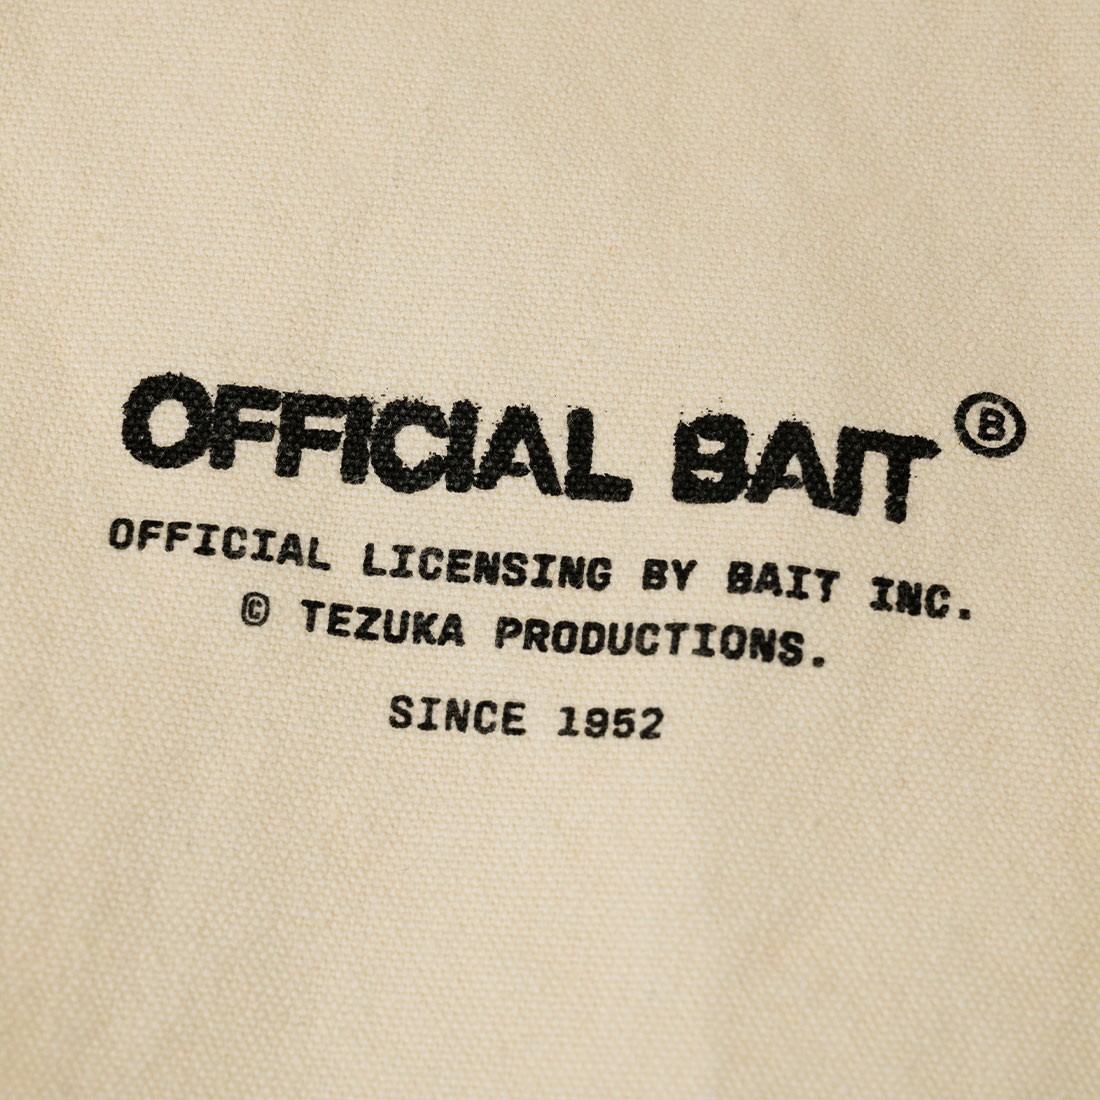 OFFICIAL BAIT Ⓑ
OFFICIAL LICENSING BY BAIT INC.
© TEZUKA PRODUCTIONS.
SINCE 1952